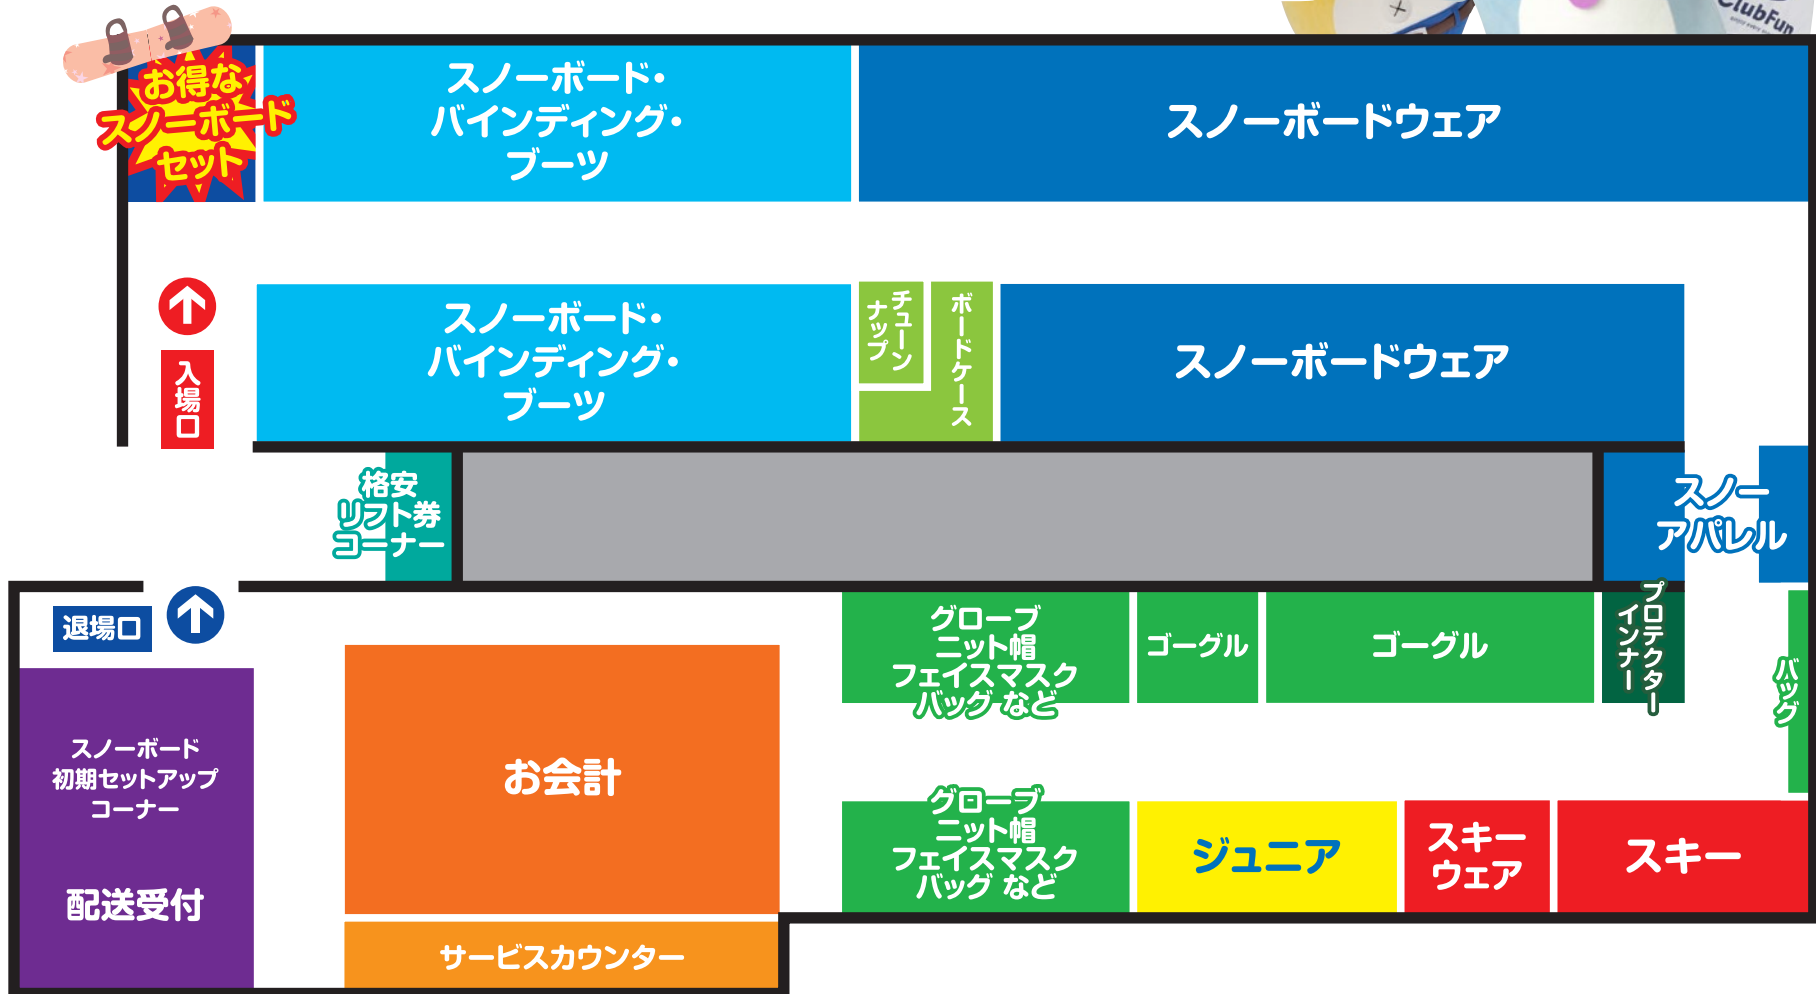 ClubFun
お得な
スノーボード
セット
スノーボード・
バインディング・
ブーツ
スノーボードウェア
入場口
スノーボード・
バインディング・
ブーツ
チューン
ナップ
ボードケース
スノーボードウェア
格安
リフト券
コーナー
スノー
アパレル
退場口
グローブ
ニット帽
フェイスマスク
バッグ など
ゴーグル
ゴーグル
プロテクター
インナー
バッグ
スノーボード
初期セットアップ
コーナー
配送受付
お会計
グローブ
ニット帽
フェイスマスク
バッグ など
ジュニア
スキー
ウェア
スキー
サービスカウンター